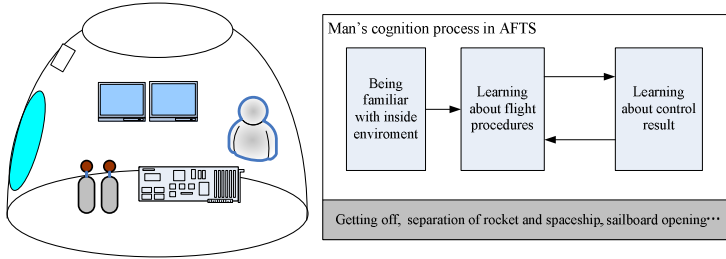 Man's cognition process in AFTS
Being
familiar
with inside
enviroment
Learning
about flight
procedures
Learning
about control
result
Getting off, separation of rocket and spaceship, sailboard opening···